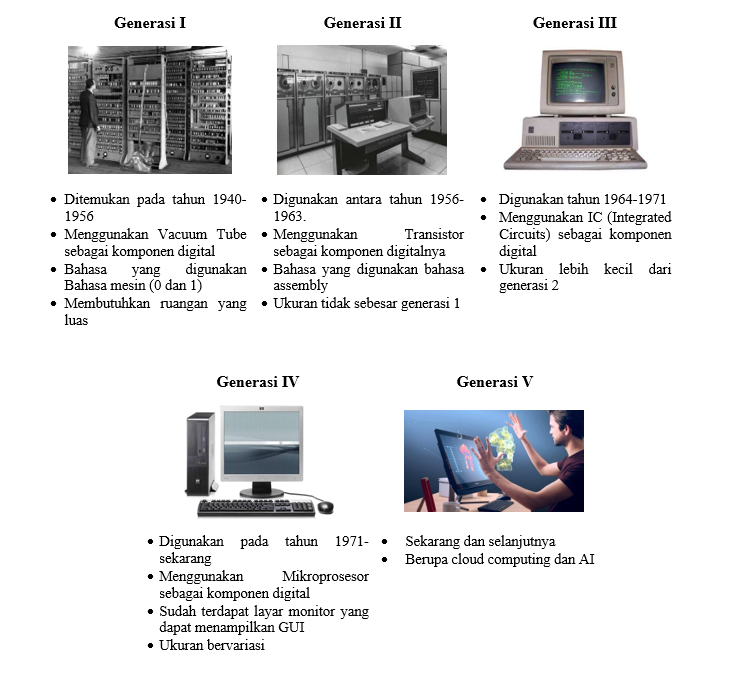 Generasi I
• Ditemukan pada tahun 1940-
1956
• Menggunakan Vacuum Tube
sebagai komponen digital
• Bahasa yang digunakan
Bahasa mesin (0 dan 1)
• Membutuhkan ruangan yang
luas
Generasi II
• Digunakan antara tahun 1956-
1963.
• Menggunakan Transistor
sebagai komponen digitalnya
• Bahasa yang digunakan bahasa
assembly
• Ukuran tidak sebesar generasi 1
Generasi III
• Digunakan tahun 1964-1971
• Menggunakan IC (Integrated
Circuits) sebagai komponen
digital
• Ukuran lebih kecil dari
generasi 2
Generasi IV
• Digunakan pada tahun 1971-
sekarang
• Menggunakan Mikroprosesor
sebagai komponen digital
• Sudah terdapat layar monitor yang
dapat menampilkan GUI
• Ukuran bervariasi
Generasi V
• Sekarang dan selanjutnya
• Berupa cloud computing dan AI